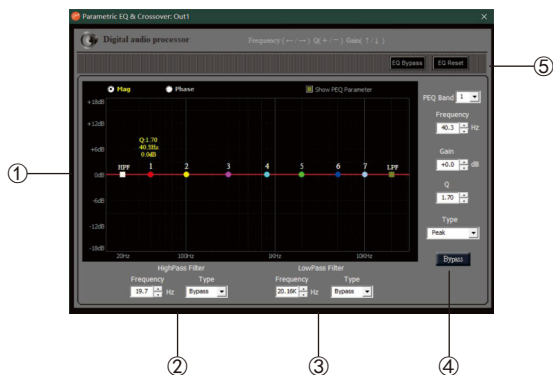 Parametric EQ & Crossover: Out1
Digital audio processor
Frequency ( ← / → ) Q( + / − ) Gain( ↑ / ↓ )
EQ Bypass EQ Reset
⑤
Mag Phase Show PEQ Parameter
PEQ Band 1
+18dB
+12dB
+6dB
0dB
-6dB
-12dB
-18dB
Q:1.70
40.3Hz
0.0dB
HPF 1 2 3 4 5 6 7 LPF
①
20Hz 100Hz 1KHz 10KHz
Frequency
40.3 Hz
Gain
+0.0 dB
Q
1.70
Type
Peak
Bypass
HighPass Filter
Frequency Type
19.7 Hz Bypass
LowPass Filter
Frequency Type
20.16K Hz Bypass
② ③ ④